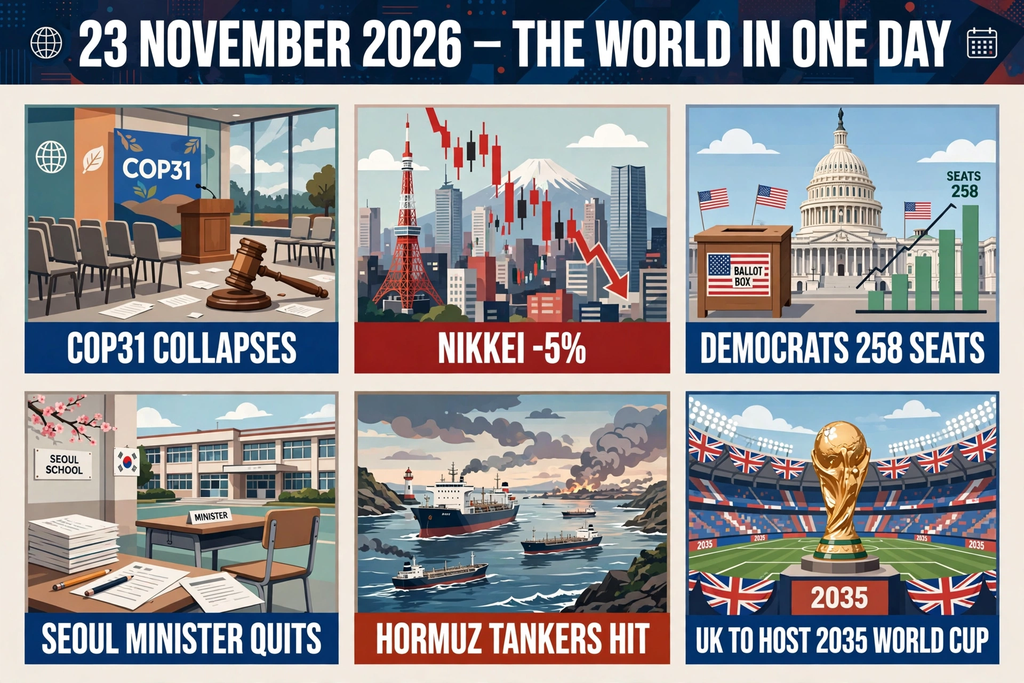 23 NOVEMBER 2026 – THE WORLD IN ONE DAY
COP31
COP31 COLLAPSES
NIKKEI -5%
SEATS
258
BALLOT
BOX
DEMOCRATS 258 SEATS
SEOUL
SCHOOL
MINISTER
SEOUL MINISTER QUITS
HORMUZ TANKERS HIT
2035
2035
2035
2035
2035
UK TO HOST 2035 WORLD CUP